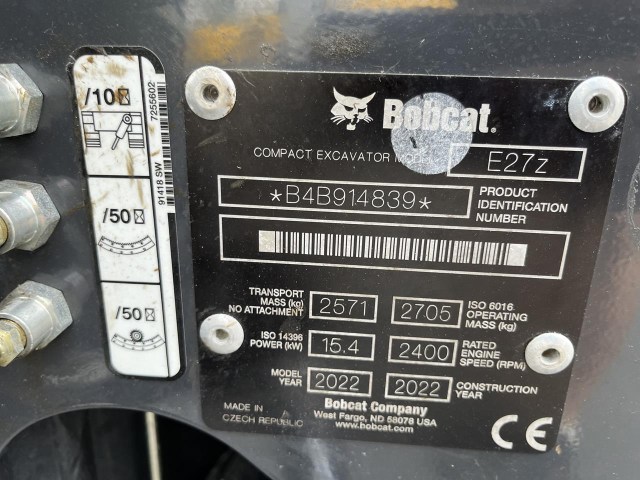 /10
/50
/50
7255602
91418 SW
Bobcat.
COMPACT EXCAVATOR
E27z
*B4B914839*
PRODUCT
IDENTIFICATION
NUMBER
TRANSPORT
MASS (kg)
NO ATTACHMENT
2571
2705
ISO 6016
OPERATING
MASS (kg)
ISO 14396
POWER (kW)
15.4
2400
RATED
ENGINE
SPEED (RPM)
MODEL
YEAR
2022
2022
CONSTRUCTION
YEAR
MADE IN
CZECH REPUBLIC
Bobcat Company
West Fargo, ND 58078 USA
www.bobcat.com
CE